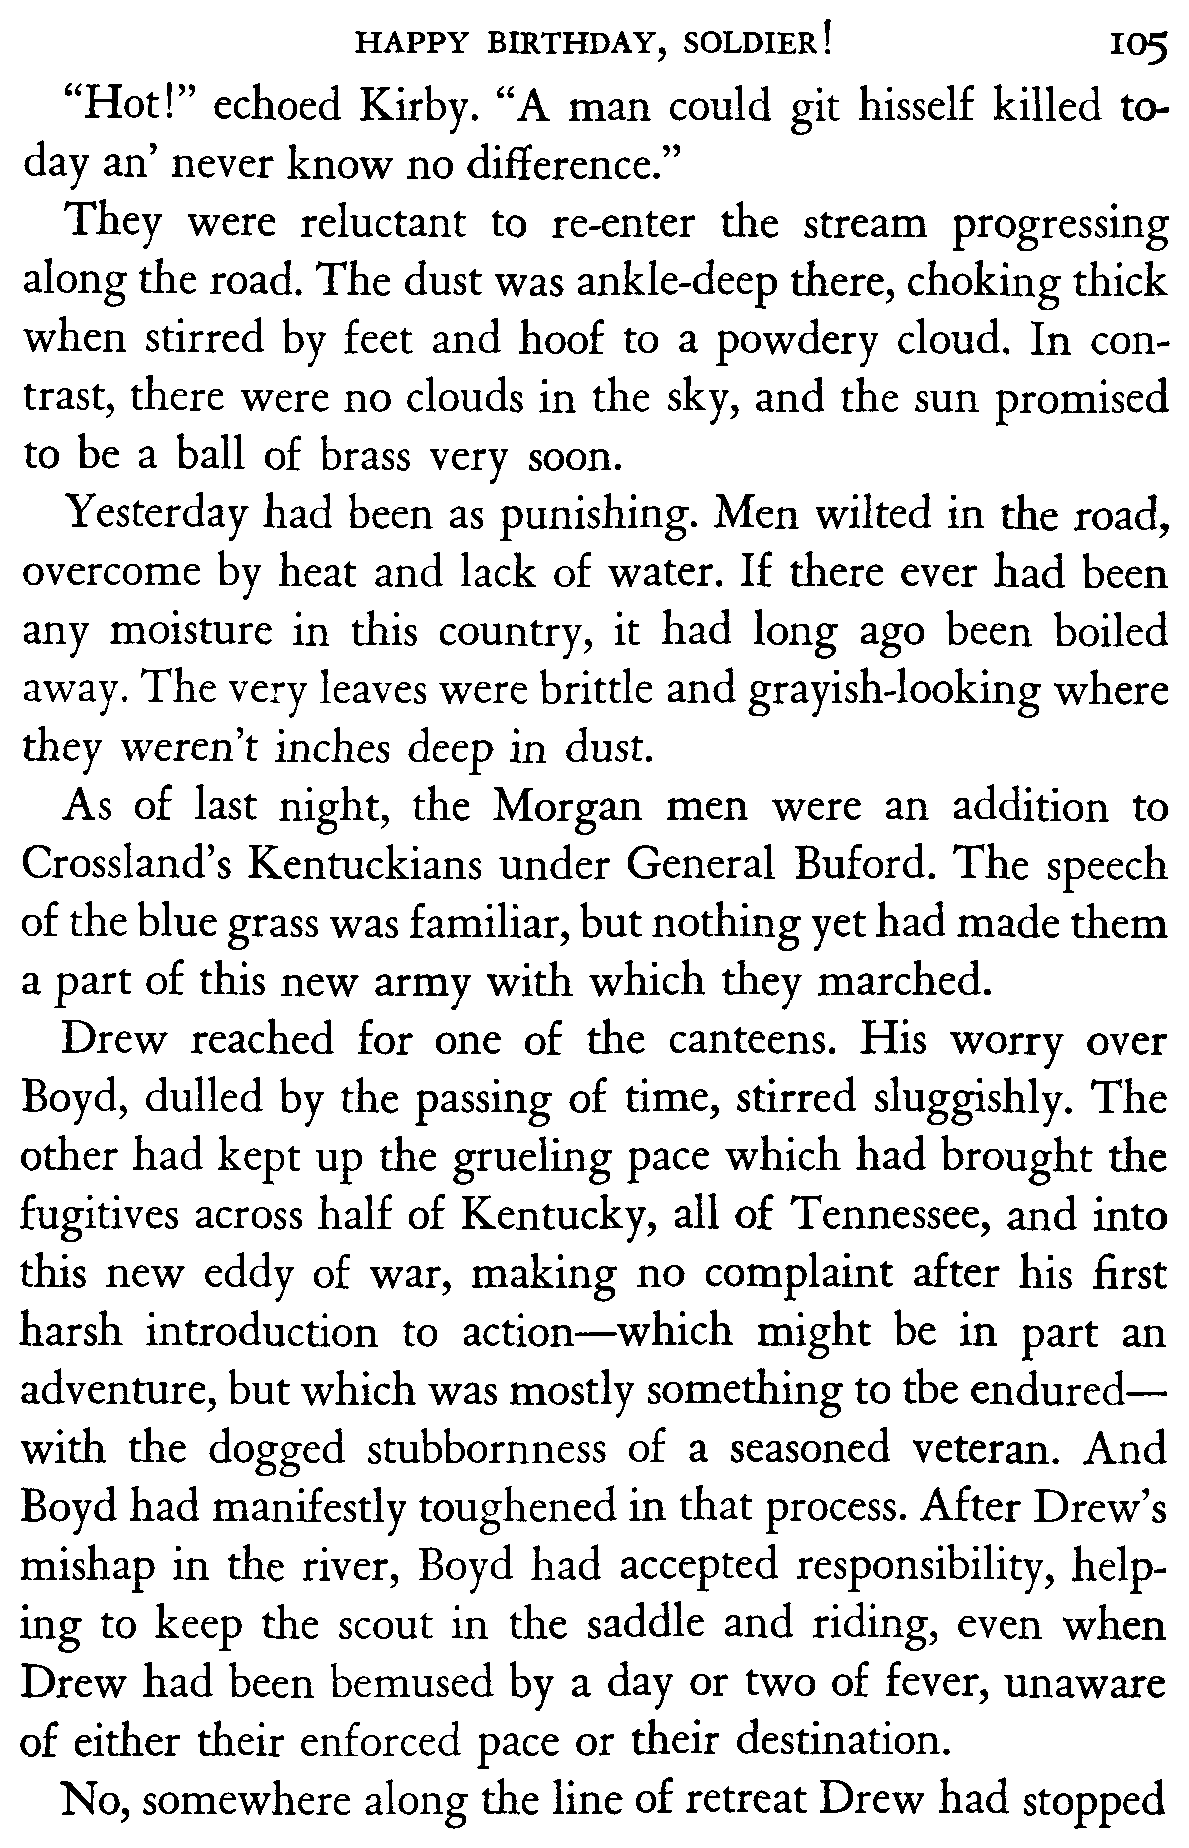 HAPPY BIRTHDAY, SOLDIER! 105
“Hot!” echoed Kirby. “A man could git hisself killed to-
day an’ never know no difference.”
They were reluctant to re-enter the stream progressing
along the road. The dust was ankle-deep there, choking thick
when stirred by feet and hoof to a powdery cloud. In con-
trast, there were no clouds in the sky, and the sun promised
to be a ball of brass very soon.
Yesterday had been as punishing. Men wilted in the road,
overcome by heat and lack of water. If there ever had been
any moisture in this country, it had long ago been boiled
away. The very leaves were brittle and grayish-looking where
they weren’t inches deep in dust.
As of last night, the Morgan men were an addition to
Crossland’s Kentuckians under General Buford. The speech
of the blue grass was familiar, but nothing yet had made them
a part of this new army with which they marched.
Drew reached for one of the canteens. His worry over
Boyd, dulled by the passing of time, stirred sluggishly. The
other had kept up the grueling pace which had brought the
fugitives across half of Kentucky, all of Tennessee, and into
this new eddy of war, making no complaint after his first
harsh introduction to action—which might be in part an
adventure, but which was mostly something to tbe endured—
with the dogged stubbornness of a seasoned veteran. And
Boyd had manifestly toughened in that process. After Drew’s
mishap in the river, Boyd had accepted responsibility, help-
ing to keep the scout in the saddle and riding, even when
Drew had been bemused by a day or two of fever, unaware
of either their enforced pace or their destination.
No, somewhere along the line of retreat Drew had stopped